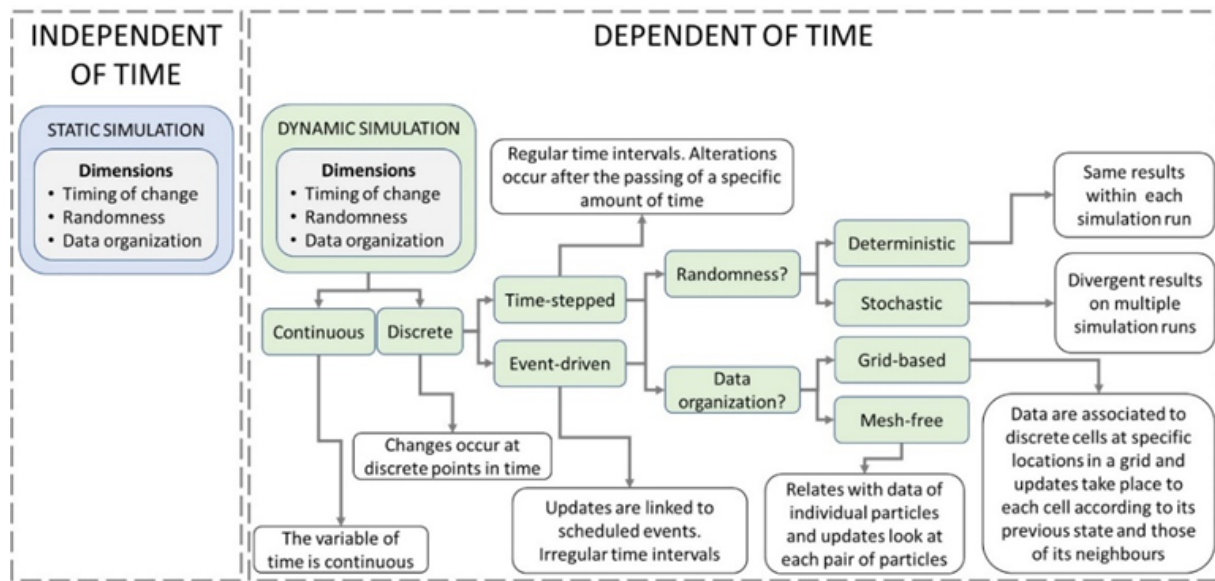 INDEPENDENT
OF TIME
STATIC SIMULATION
Dimensions
• Timing of change
• Randomness
• Data organization
DEPENDENT OF TIME
DYNAMIC SIMULATION
Dimensions
• Timing of change
• Randomness
• Data organization
Continuous
Discrete
Time-stepped
Event-driven
Regular time intervals. Alterations
occur after the passing of a specific
amount of time
Randomness?
Data
organization?
Deterministic
Stochastic
Grid-based
Mesh-free
Same results
within each
simulation run
Divergent results
on multiple
simulation runs
Changes occur at
discrete points in time
The variable of
time is continuous
Updates are linked to
scheduled events.
Irregular time intervals
Relates with data of
individual particles
and updates look at
each pair of particles
Data are associated to
discrete cells at specific
locations in a grid and
updates take place to
each cell according to its
previous state and those
of its neighbours